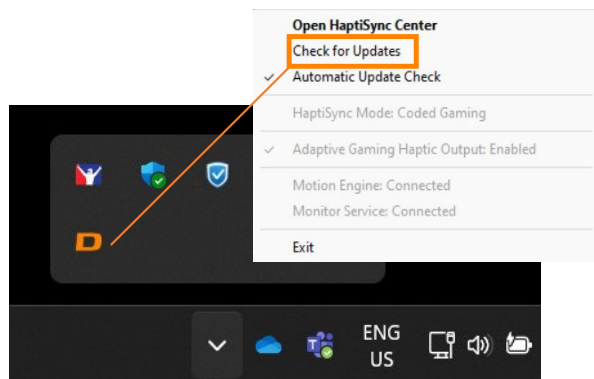 Open HaptiSync Center
Check for Updates
Automatic Update Check
HaptiSync Mode: Coded Gaming
Adaptive Gaming Haptic Output: Enabled
Motion Engine: Connected
Monitor Service: Connected
Exit
D
T
ENG
US